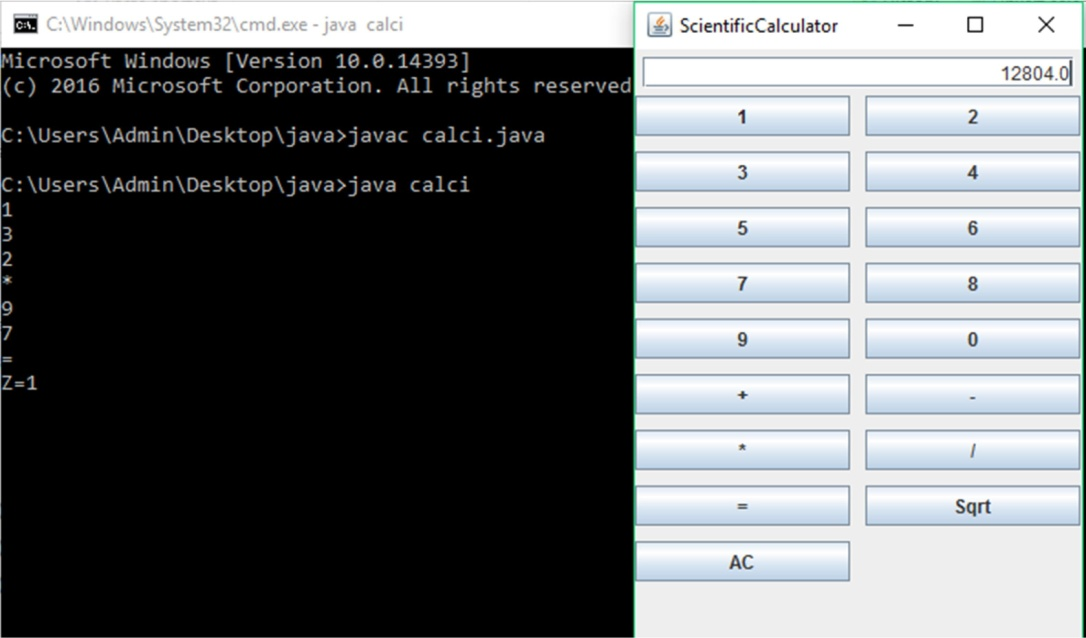 C:\Windows\System32\cmd.exe - java calci
Microsoft Windows [Version 10.0.14393]
(c) 2016 Microsoft Corporation. All rights reserved
C:\Users\Admin\Desktop\java>javac calci.java
C:\Users\Admin\Desktop\java>java calci
1
3
2
*
9
7
=
Z=1
ScientificCalculator
12804.0
1 2
3 4
5 6
7 8
9 0
+ -
* /
= Sqrt
AC